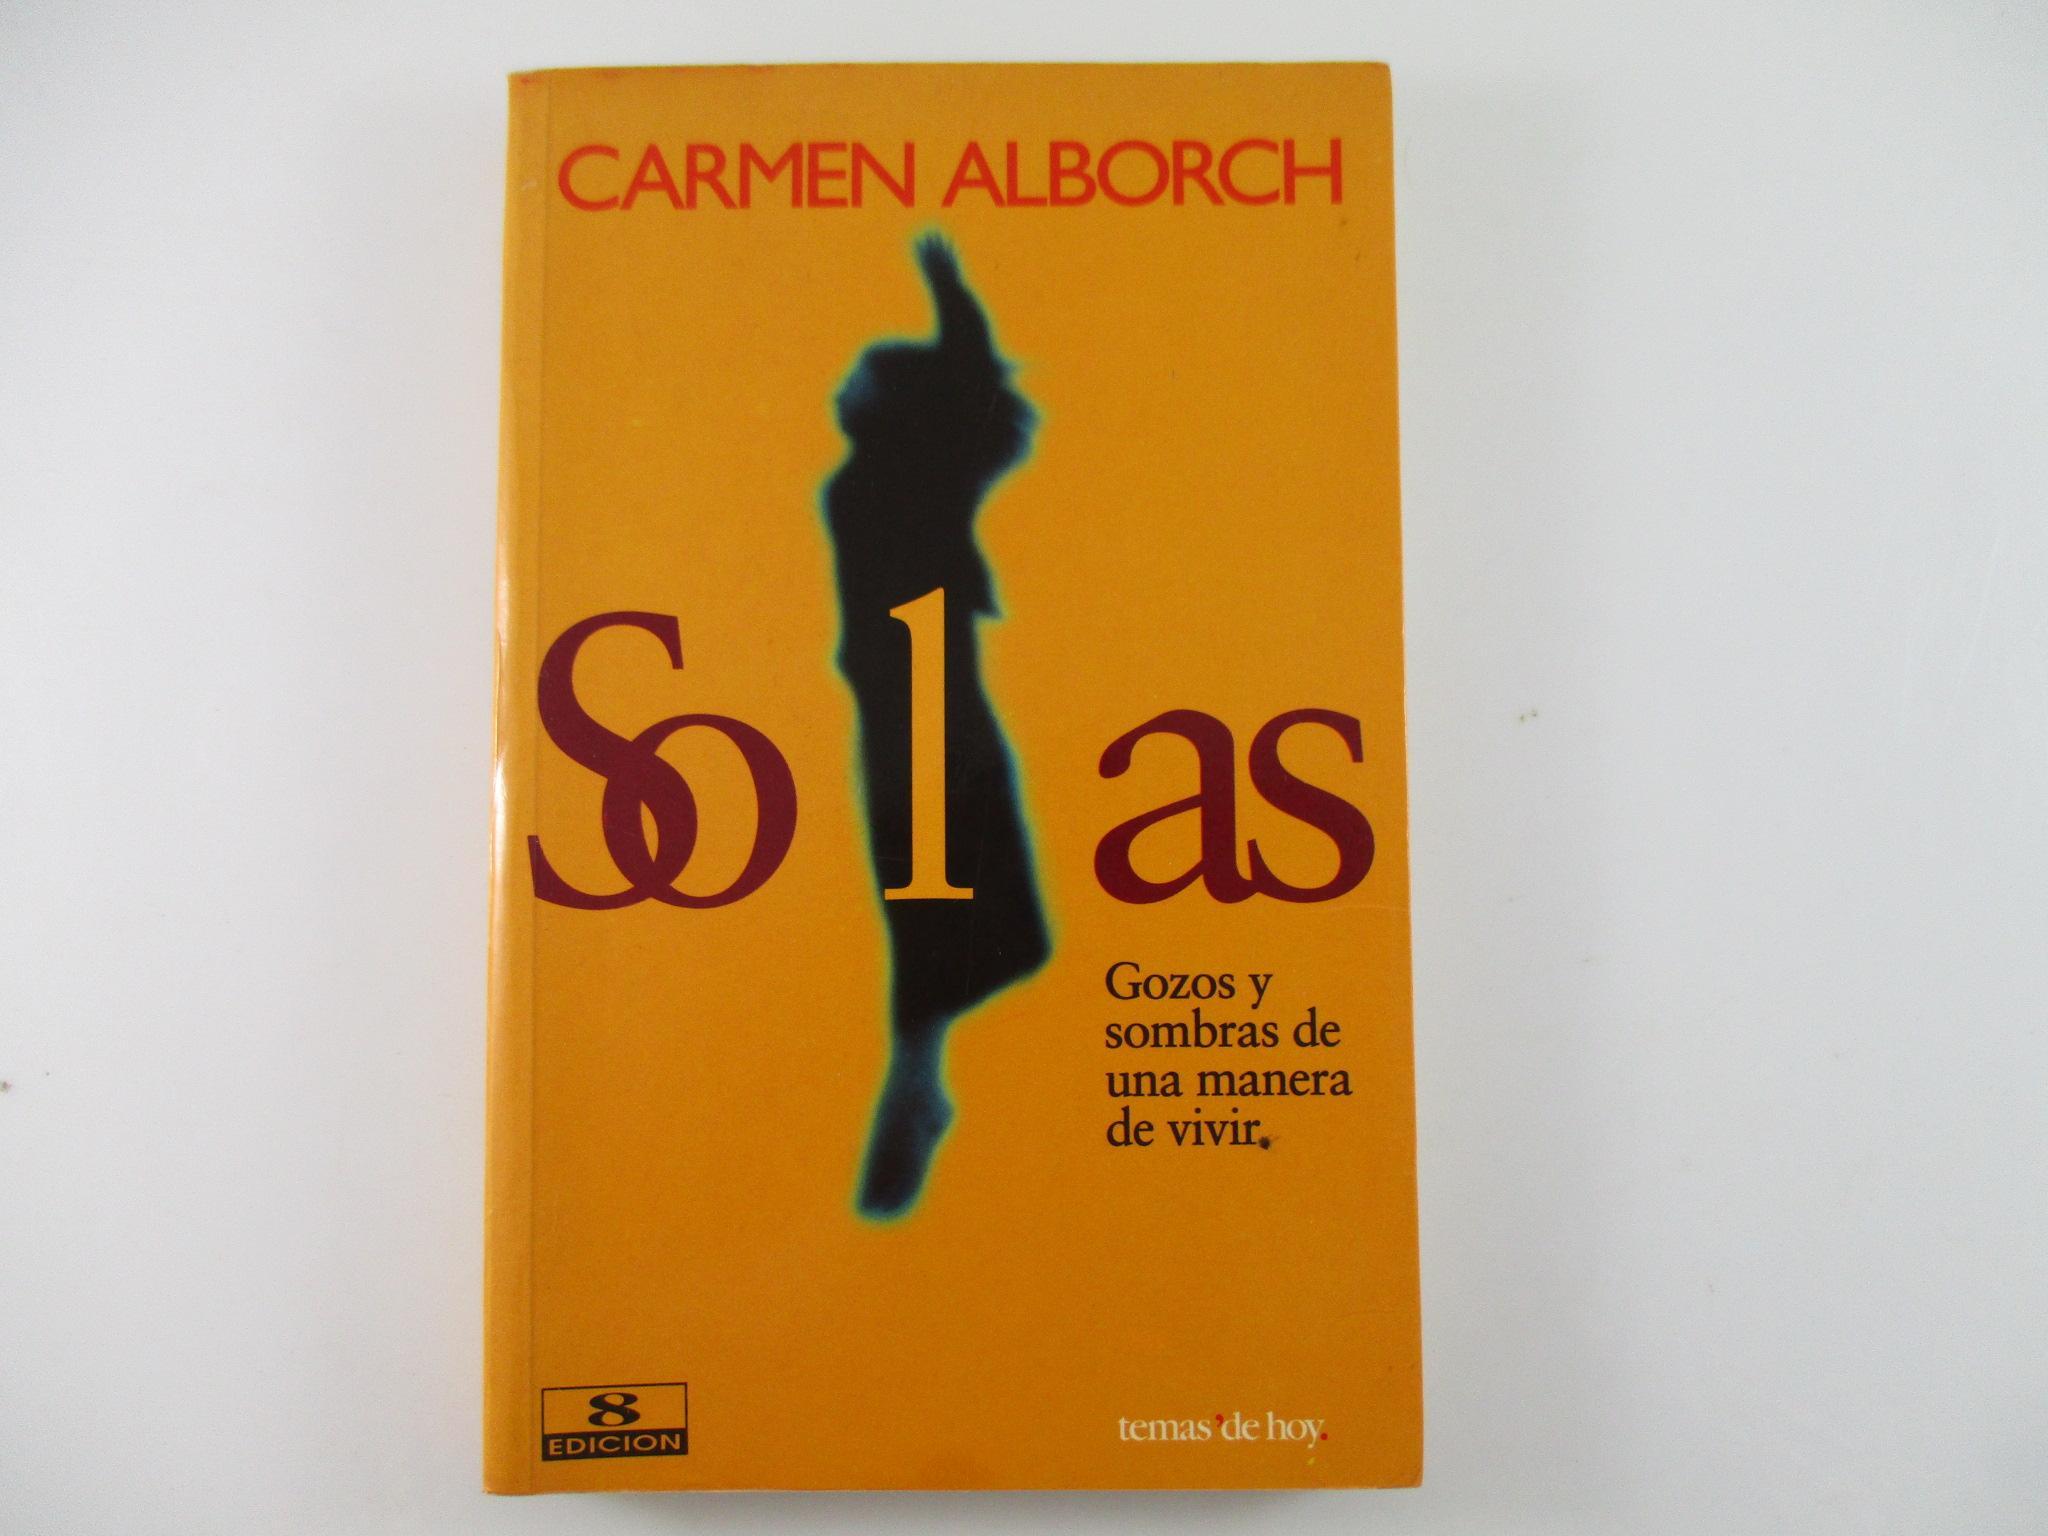 CARMEN ALBORCH
Solas
Gozos y
sombras de
una manera
de vivir.
8
EDICION
temas'de hoy.